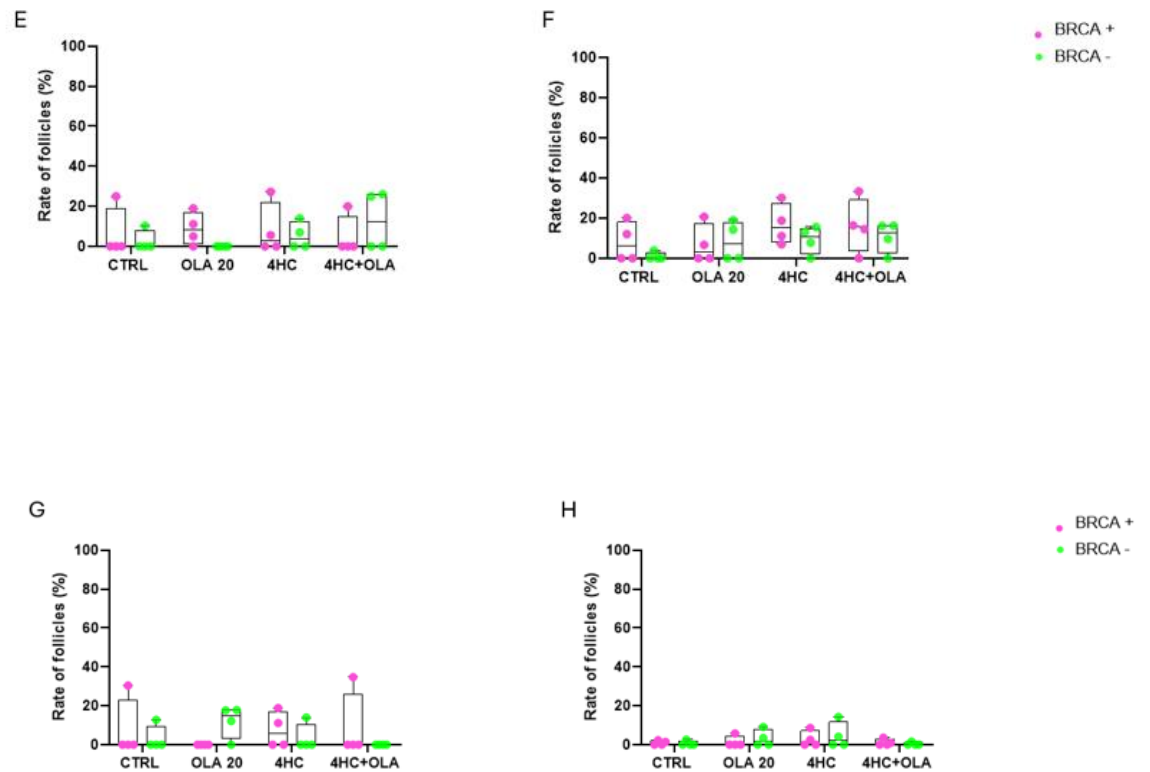 E
Rate of follicles (%)
100
80
60
40
20
0
CTRL OLA 20 4HC 4HC+OLA
F
Rate of follicles (%)
100
80
60
40
20
0
CTRL OLA 20 4HC 4HC+OLA
BRCA +
BRCA -
G
Rate of follicles (%)
100
80
60
40
20
0
CTRL OLA 20 4HC 4HC+OLA
H
Rate of follicles (%)
100
80
60
40
20
0
CTRL OLA 20 4HC 4HC+OLA
BRCA +
BRCA -